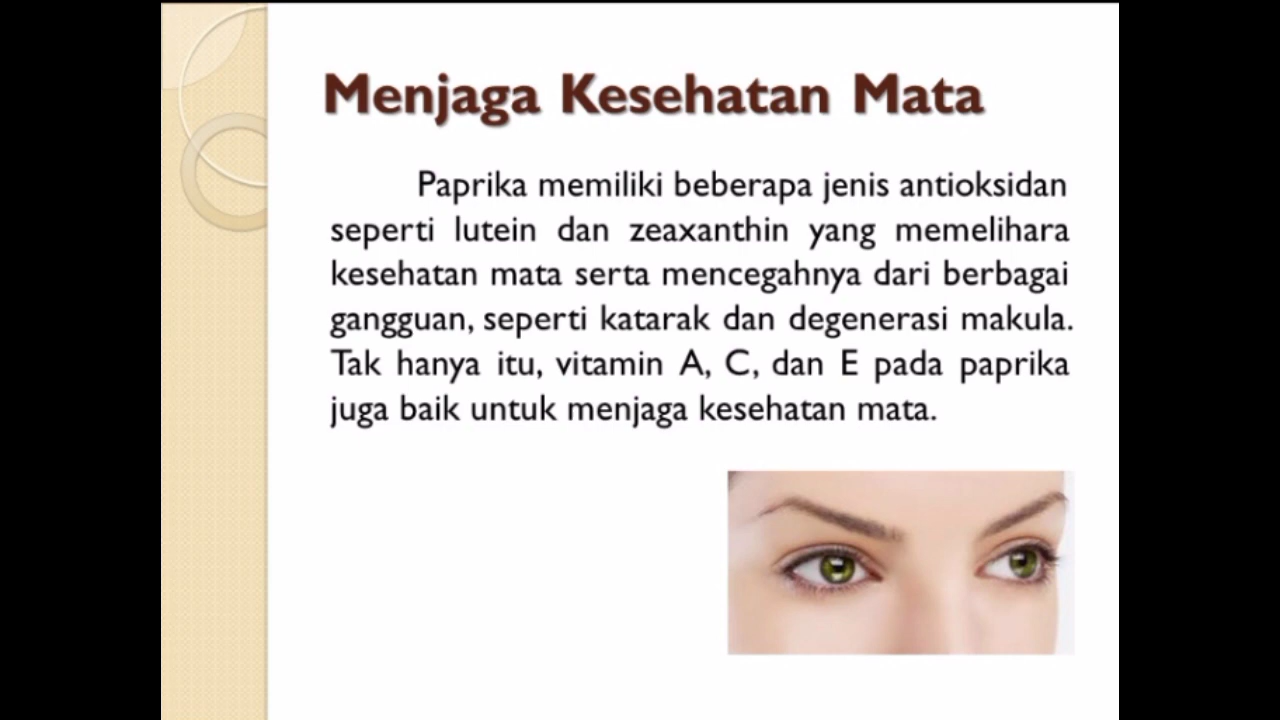 Menjaga Kesehatan Mata
Paprika memiliki beberapa jenis antioksidan
seperti lutein dan zeaxanthin yang memelihara
kesehatan mata serta mencegahnya dari berbagai
gangguan, seperti katarak dan degenerasi makula.
Tak hanya itu, vitamin A, C, dan E pada paprika
juga baik untuk menjaga kesehatan mata.